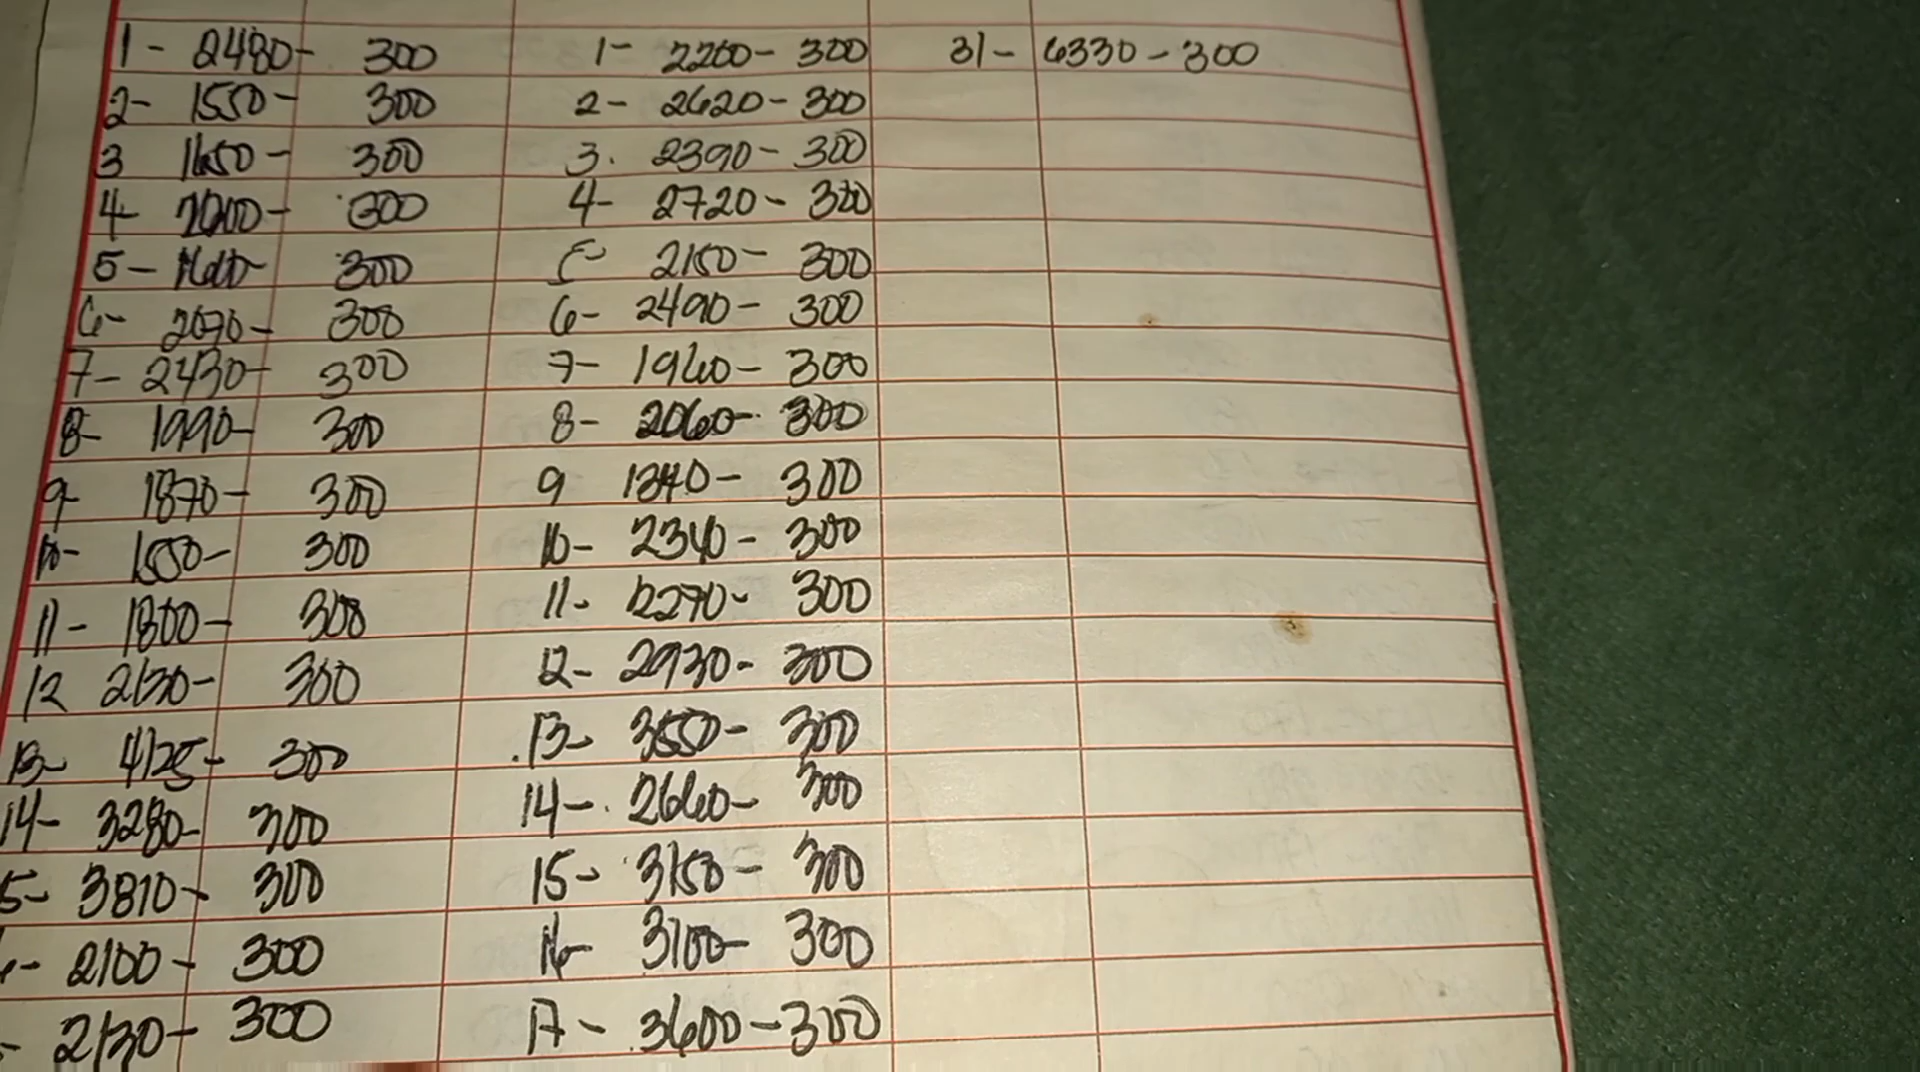 1 - 2480 - 300 1 - 2200 - 300 31 - 6330 - 300
2 - 1550 - 300 2 - 2620 - 300
3 1650 - 300 3. 2390 - 300
4 - 300 4 - 2720 - 300
5 - 300 5 - 2150 - 300
6 - 2070 - 300 6 - 2490 - 300
7 - 2430 - 300 7 - 1960 - 300
8 - 1990 - 300 8 - 2060 - 300
9 - 1870 - 300 9 1340 - 300
10 - 1550 - 300 10 - 2340 - 300
11 - 1800 - 300 11 - 300
12 2130 - 300 12 - 2930 - 300
13 - 4125 - 300 13 - 3550 - 300
14 - 3280 - 300 14 - 2660 - 300
5 - 3810 - 300 15 - 3150 - 300
- 2100 - 300 16 - 3100 - 300
- 2130 - 300 17 - 3600 - 300